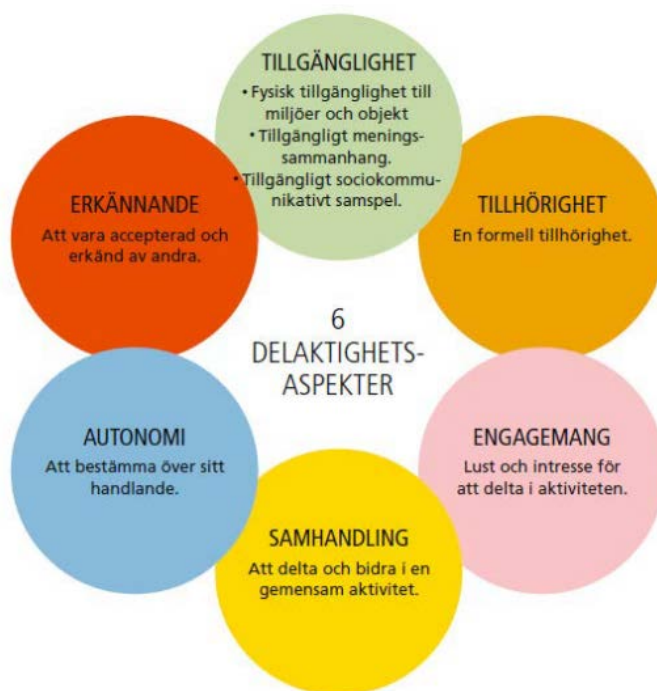 TILLGÄNGLIGHET
• Fysisk tillgänglighet till
miljöer och objekt
• Tillgängligt menings-
sammanhang.
• Tillgängligt sociokommu-
nikativt samspel.
TILLHÖRIGHET
En formell tillhörighet.
ENGAGEMANG
Lust och intresse för
att delta i aktiviteten.
SAMHANDLING
Att delta och bidra i en
gemensam aktivitet.
AUTONOMI
Att bestämma över sitt
handlande.
ERKÄNNANDE
Att vara accepterad och
erkänd av andra.
6
DELAKTIGHETS-
ASPEKTER